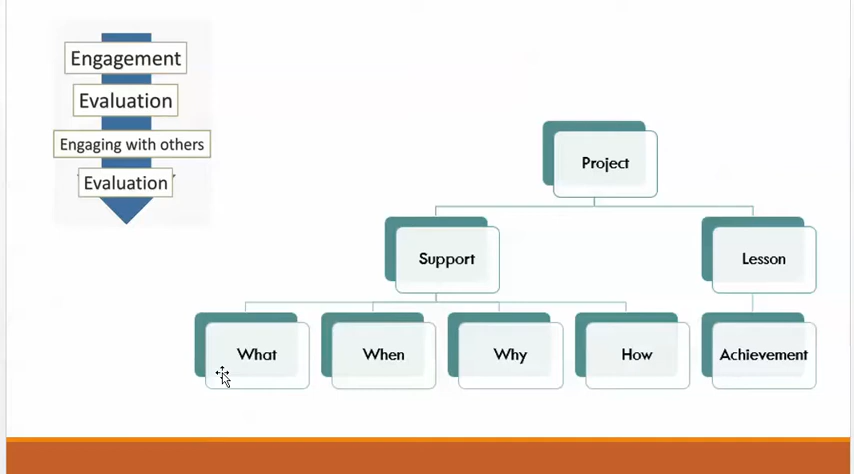 Engagement
Evaluation
Engaging with others
Evaluation
Project
Support
Lesson
What
When
Why
How
Achievement